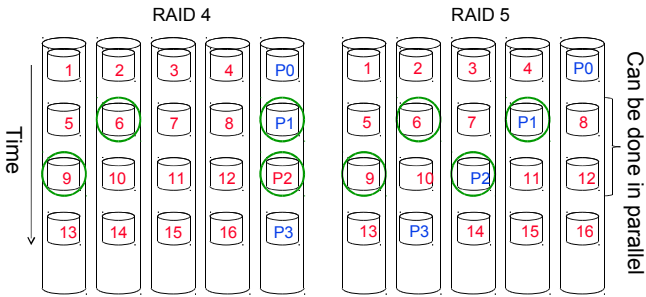 RAID 4 RAID 5
1 2 3 4 P0 1 2 3 4 P0
5 6 7 8 P1 5 6 7 P1 8
9 10 11 12 P2 9 10 P2 11 12
13 14 15 16 P3 13 P3 14 15 16
Time
Can be done in parallel